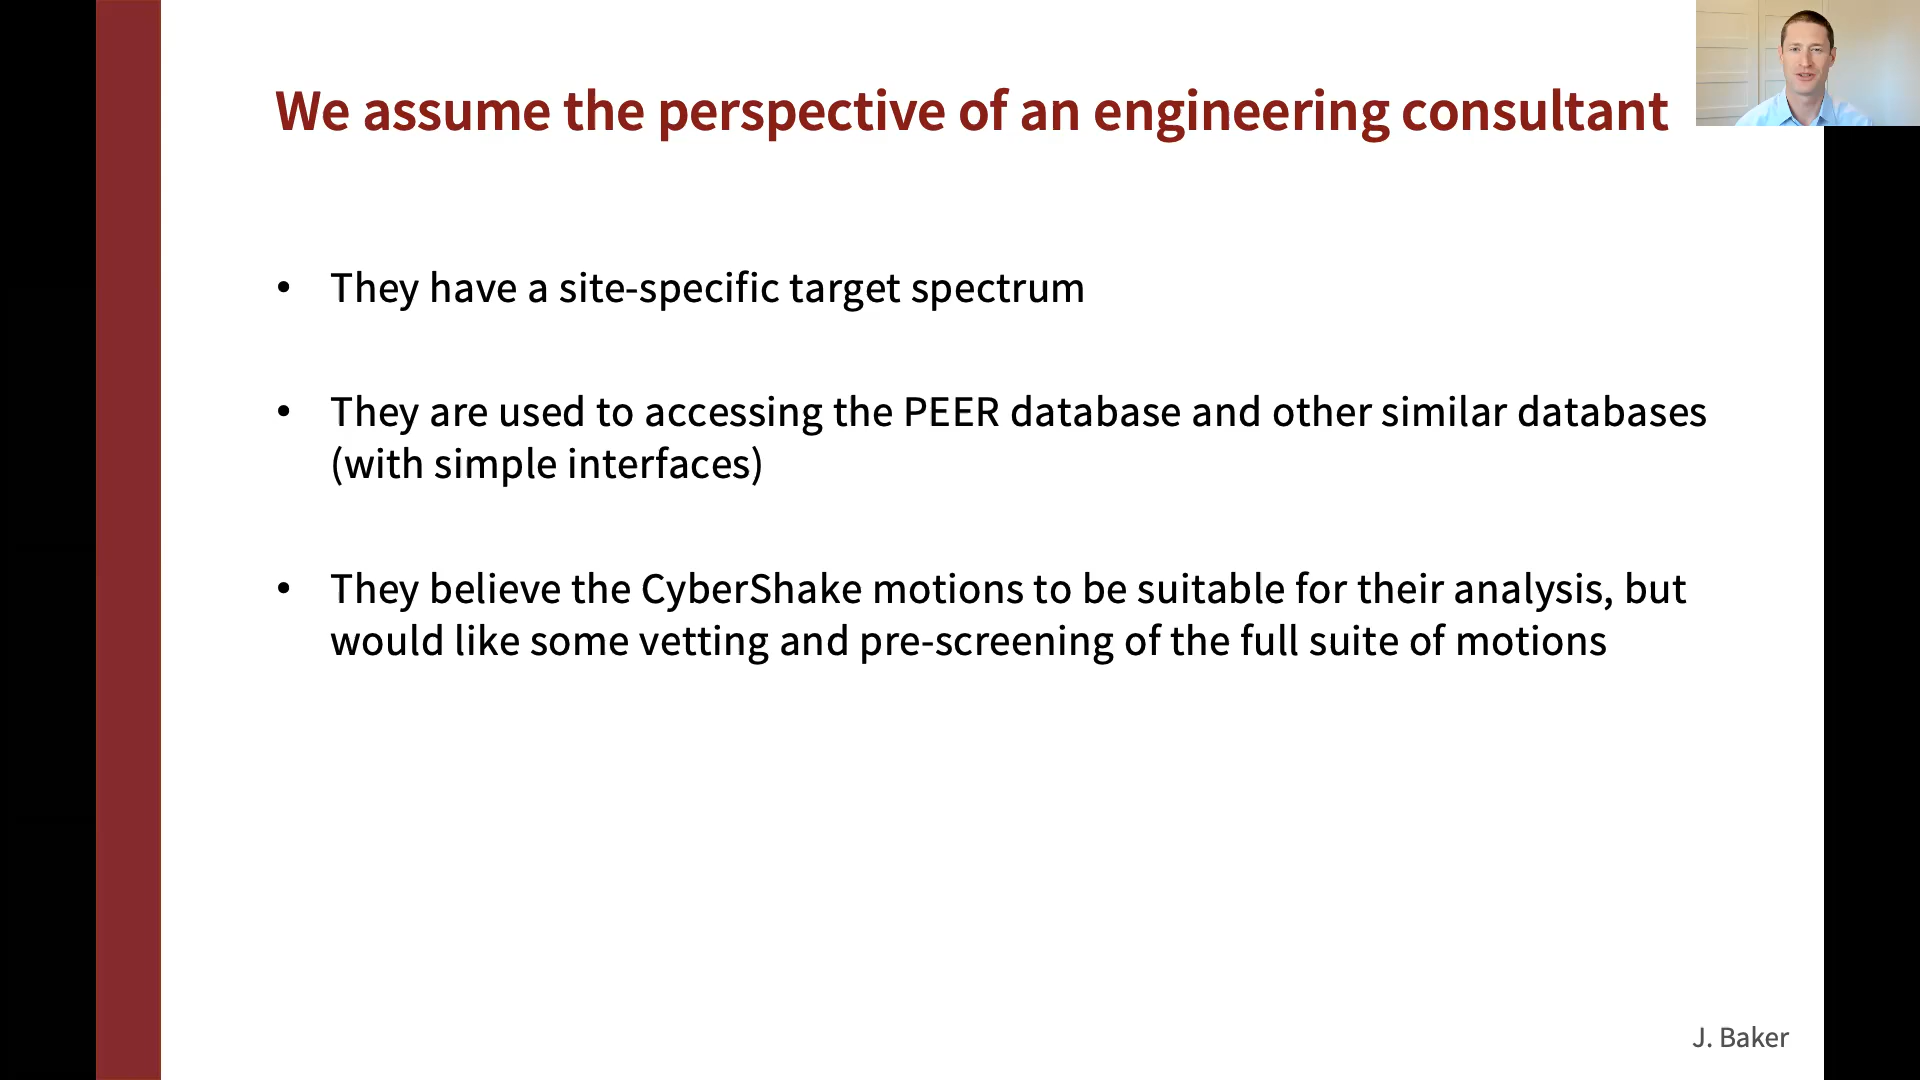 We assume the perspective of an engineering consultant
• They have a site-specific target spectrum
• They are used to accessing the PEER database and other similar databases
(with simple interfaces)
• They believe the CyberShake motions to be suitable for their analysis, but
would like some vetting and pre-screening of the full suite of motions
J. Baker